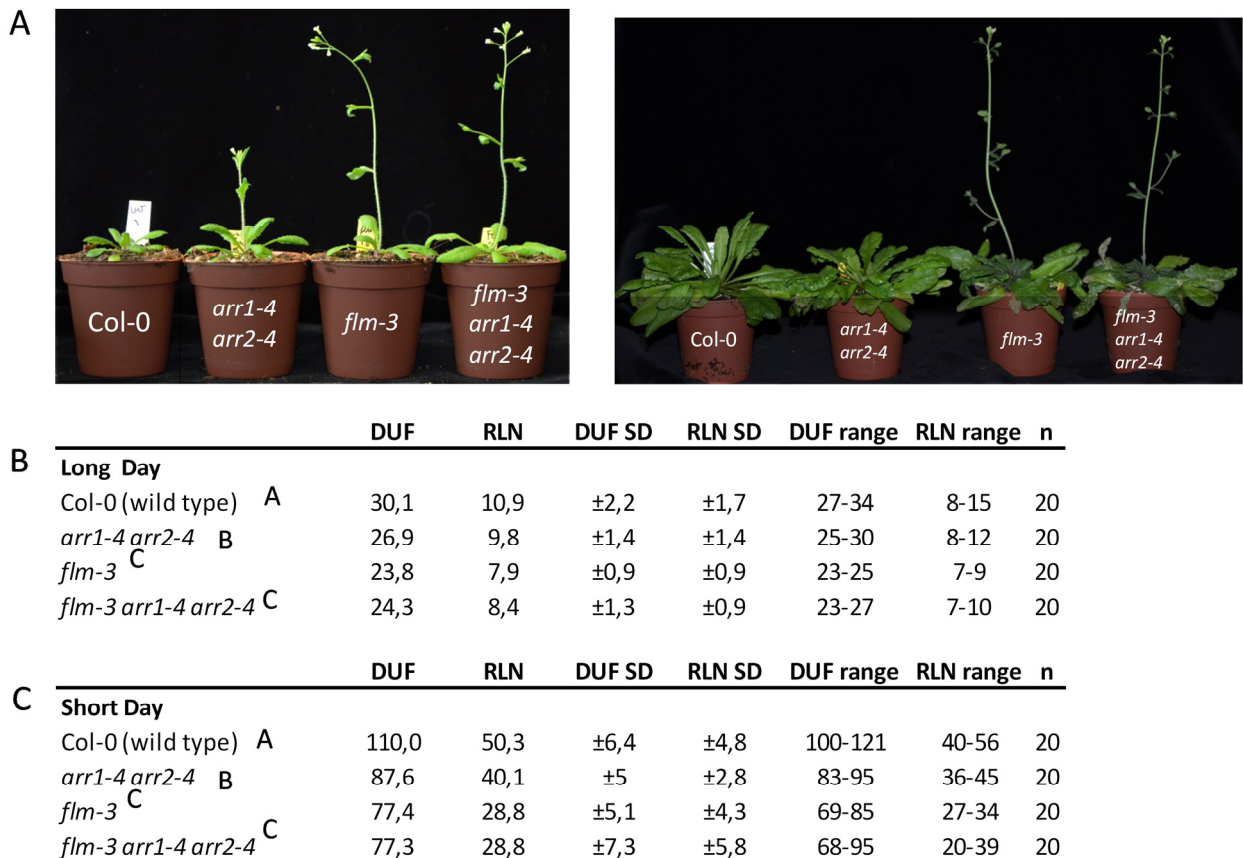 A
Col-0
arr1-4
arr2-4
flm-3
flm-3
arr1-4
arr2-4
Col-0
arr1-4
arr2-4
flm-3
flm-3
arr1-4
arr2-4
DUF RLN DUF SD RLN SD DUF range RLN range n
B
Long Day
Col-0 (wild type) A 30,1 10,9 ±2,2 ±1,7 27-34 8-15 20
arr1-4 arr2-4 B 26,9 9,8 ±1,4 ±1,4 25-30 8-12 20
flm-3 C 23,8 7,9 ±0,9 ±0,9 23-25 7-9 20
flm-3 arr1-4 arr2-4 C 24,3 8,4 ±1,3 ±0,9 23-27 7-10 20
DUF RLN DUF SD RLN SD DUF range RLN range n
C
Short Day
Col-0 (wild type) A 110,0 50,3 ±6,4 ±4,8 100-121 40-56 20
arr1-4 arr2-4 B 87,6 40,1 ±5 ±2,8 83-95 36-45 20
flm-3 C 77,4 28,8 ±5,1 ±4,3 69-85 27-34 20
flm-3 arr1-4 arr2-4 C 77,3 28,8 ±7,3 ±5,8 68-95 20-39 20